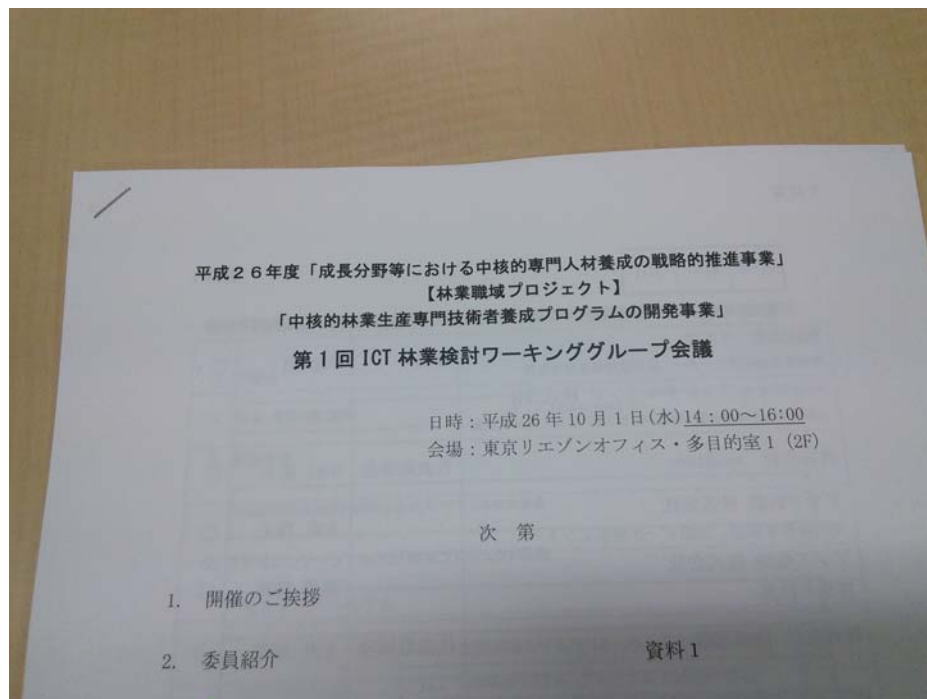 平成26年度「成長分野等における中核的専門人材養成の戦略的推進事業」
【林業職域プロジェクト】
「中核的林業生産専門技術者養成プログラムの開発事業」
第1回 ICT 林業検討ワーキンググループ会議
日時：平成 26 年 10 月 1 日(水) 14：00～16:00
会場：東京リエゾンオフィス・多目的室 1 (2F)
次 第
1. 開催のご挨拶
2. 委員紹介 資料 1